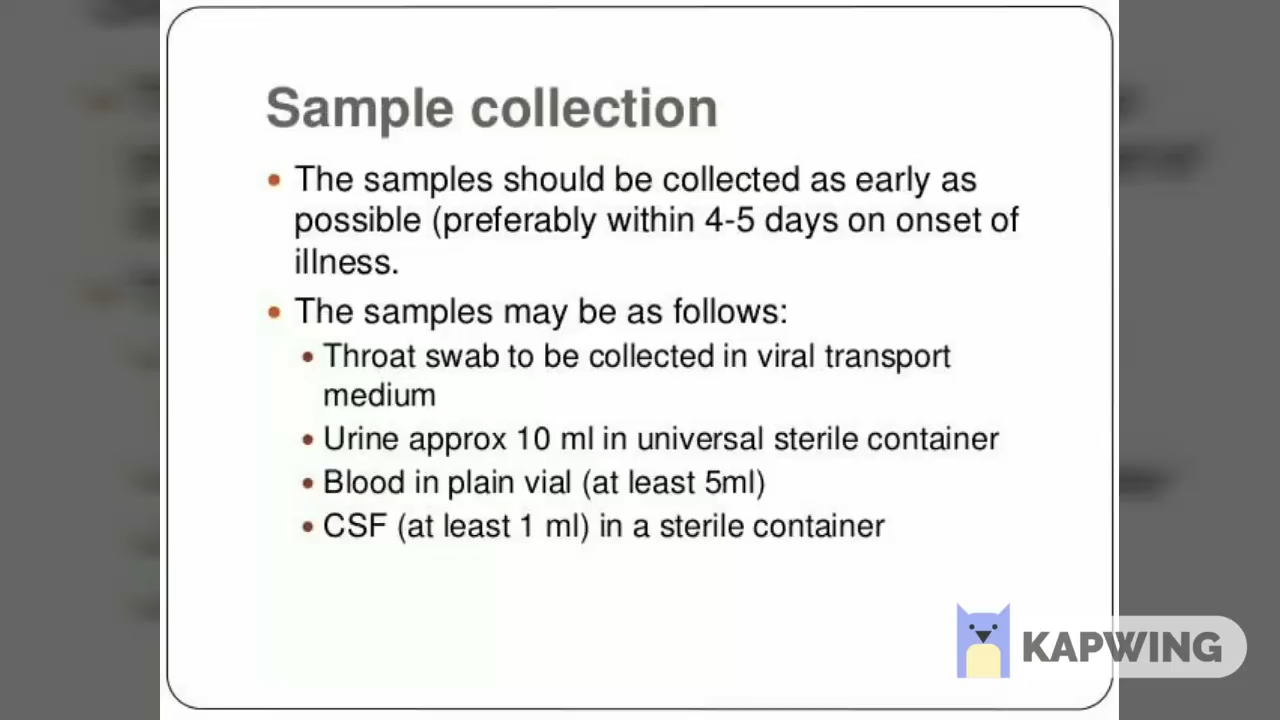 Sample collection
• The samples should be collected as early as
possible (preferably within 4-5 days on onset of
illness.
• The samples may be as follows:
• Throat swab to be collected in viral transport
medium
• Urine approx 10 ml in universal sterile container
• Blood in plain vial (at least 5ml)
• CSF (at least 1 ml) in a sterile container
KAPWING